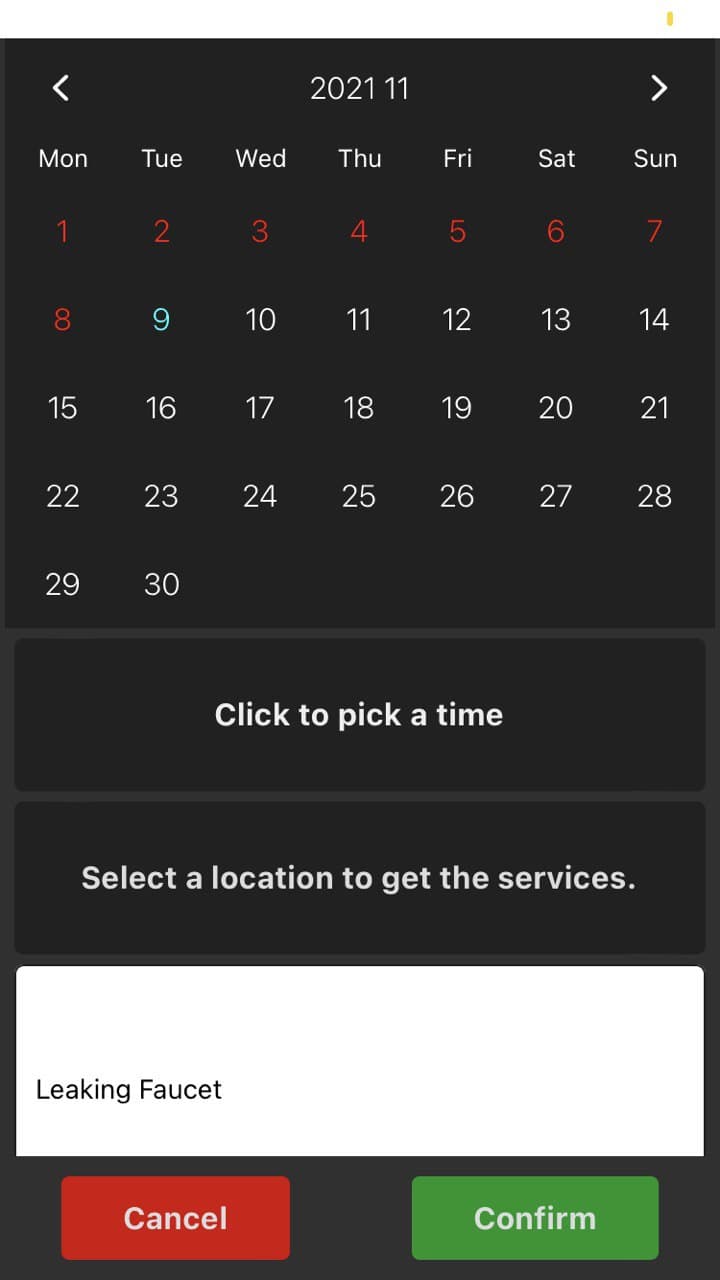 2021 11
Mon Tue Wed Thu Fri Sat Sun
1 2 3 4 5 6 7
8 9 10 11 12 13 14
15 16 17 18 19 20 21
22 23 24 25 26 27 28
29 30
Click to pick a time
Select a location to get the services.
Leaking Faucet
Cancel Confirm